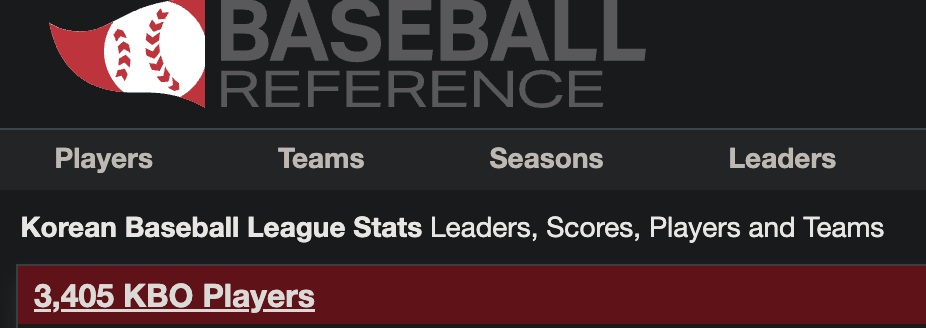 BASEBALL
REFERENCE
Players Teams Seasons Leaders
Korean Baseball League Stats Leaders, Scores, Players and Teams
3,405 KBO Players